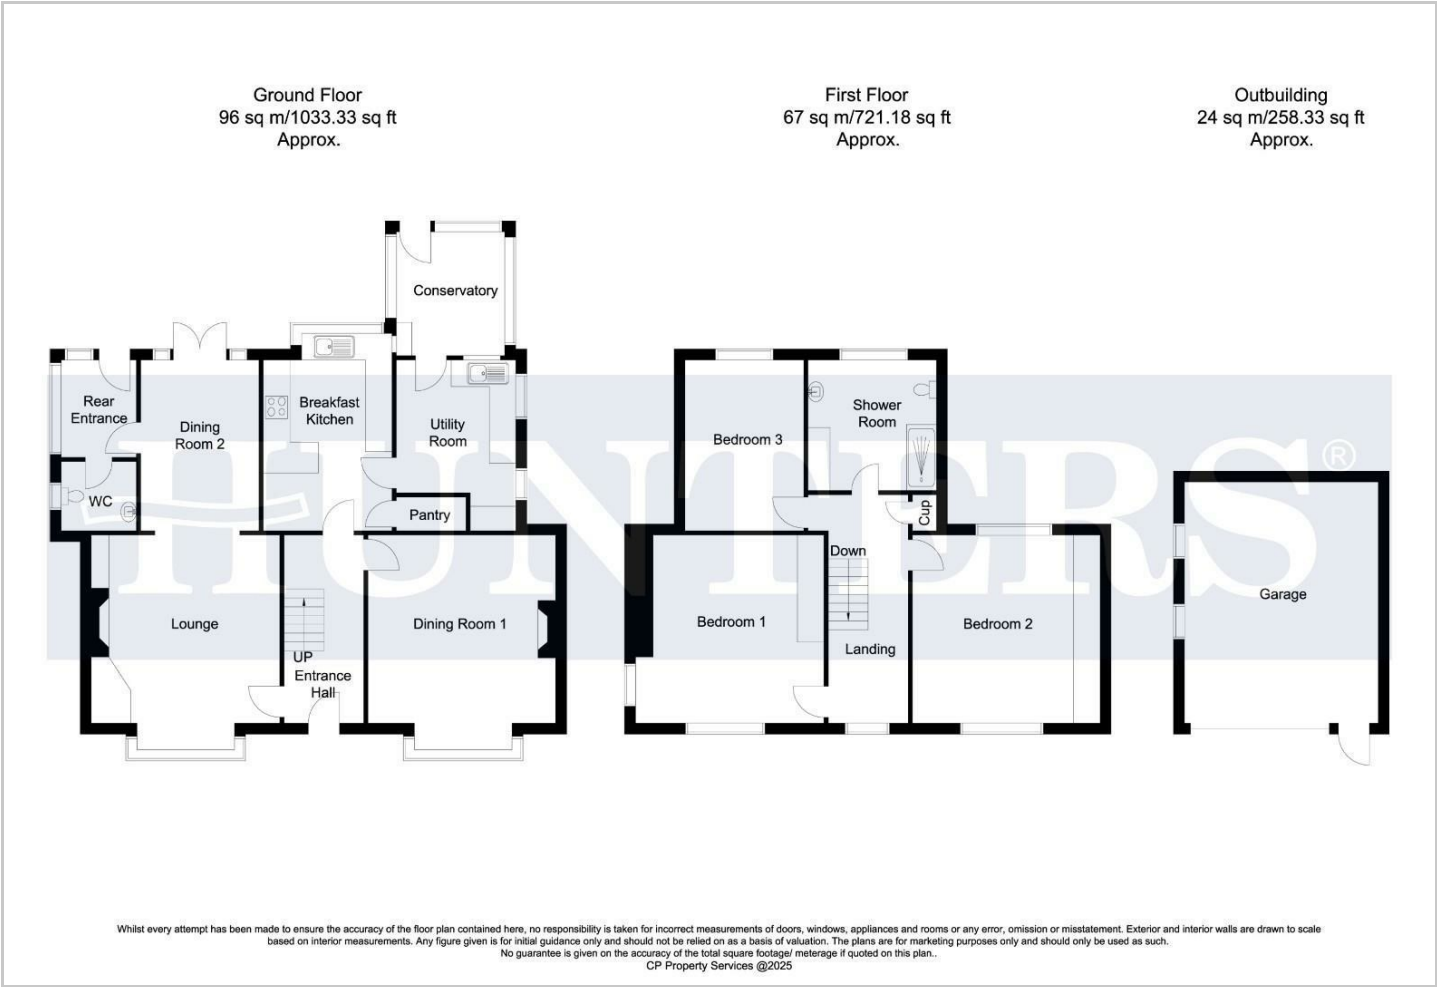 Ground Floor
96 sq m/1033.33 sq ft
Approx.
First Floor
67 sq m/721.18 sq ft
Approx.
Outbuilding
24 sq m/258.33 sq ft
Approx.
Conservatory
Rear
Entrance
Dining
Room 2
Breakfast
Kitchen
Utility
Room
WC
Pantry
Lounge
UP
Entrance
Hall
Dining Room 1
Bedroom 3
Shower
Room
Cup
Down
Bedroom 1
Landing
Bedroom 2
Garage
HUNTERS®
Whilst every attempt has been made to ensure the accuracy of the floor plan contained here, no responsibility is taken for incorrect measurements of doors, windows, appliances and rooms or any error, omission or misstatement. Exterior and interior walls are drawn to scale
based on interior measurements. Any figure given is for initial guidance only and should not be relied on as a basis of valuation. The plans are for marketing purposes only and should only be used as such.
No guarantee is given on the accuracy of the total square footage/ meterage if quoted on this plan..
CP Property Services @2025